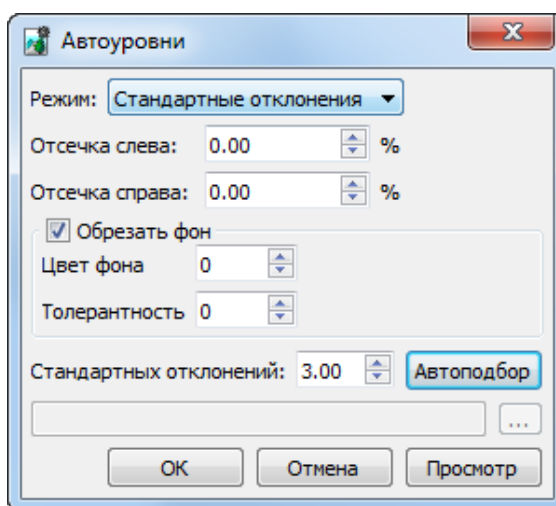 Автоуровни
Режим: Стандартные отклонения
Отсечка слева: 0.00 %
Отсечка справа: 0.00 %
Обрезать фон
Цвет фона 0
Толерантность 0
Стандартных отклонений: 3.00 Автоподбор
...
ОК Отмена Просмотр